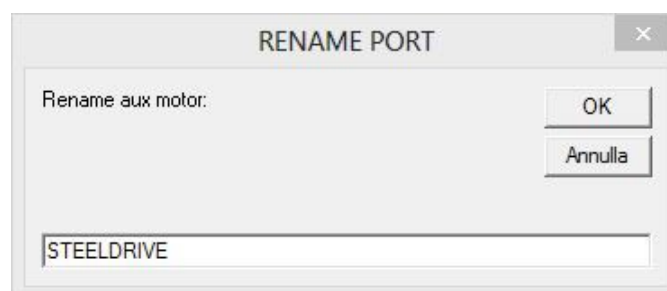 RENAME PORT
Rename aux motor:
OK
Annulla
STEELDRIVE